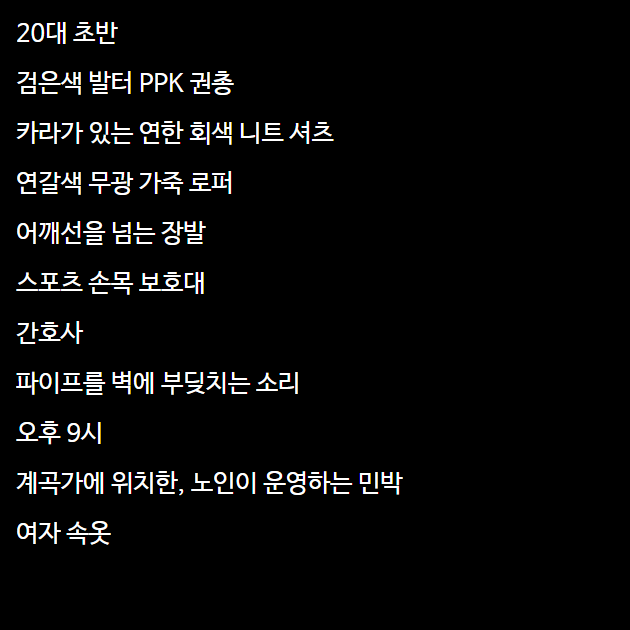 20대 초반
검은색 발터 PPK 권총
카라가 있는 연한 회색 니트 셔츠
연갈색 무광 가죽 로퍼
어깨선을 넘는 장발
스포츠 손목 보호대
간호사
파이프를 벽에 부딪치는 소리
오후 9시
계곡가에 위치한, 노인이 운영하는 민박
여자 속옷